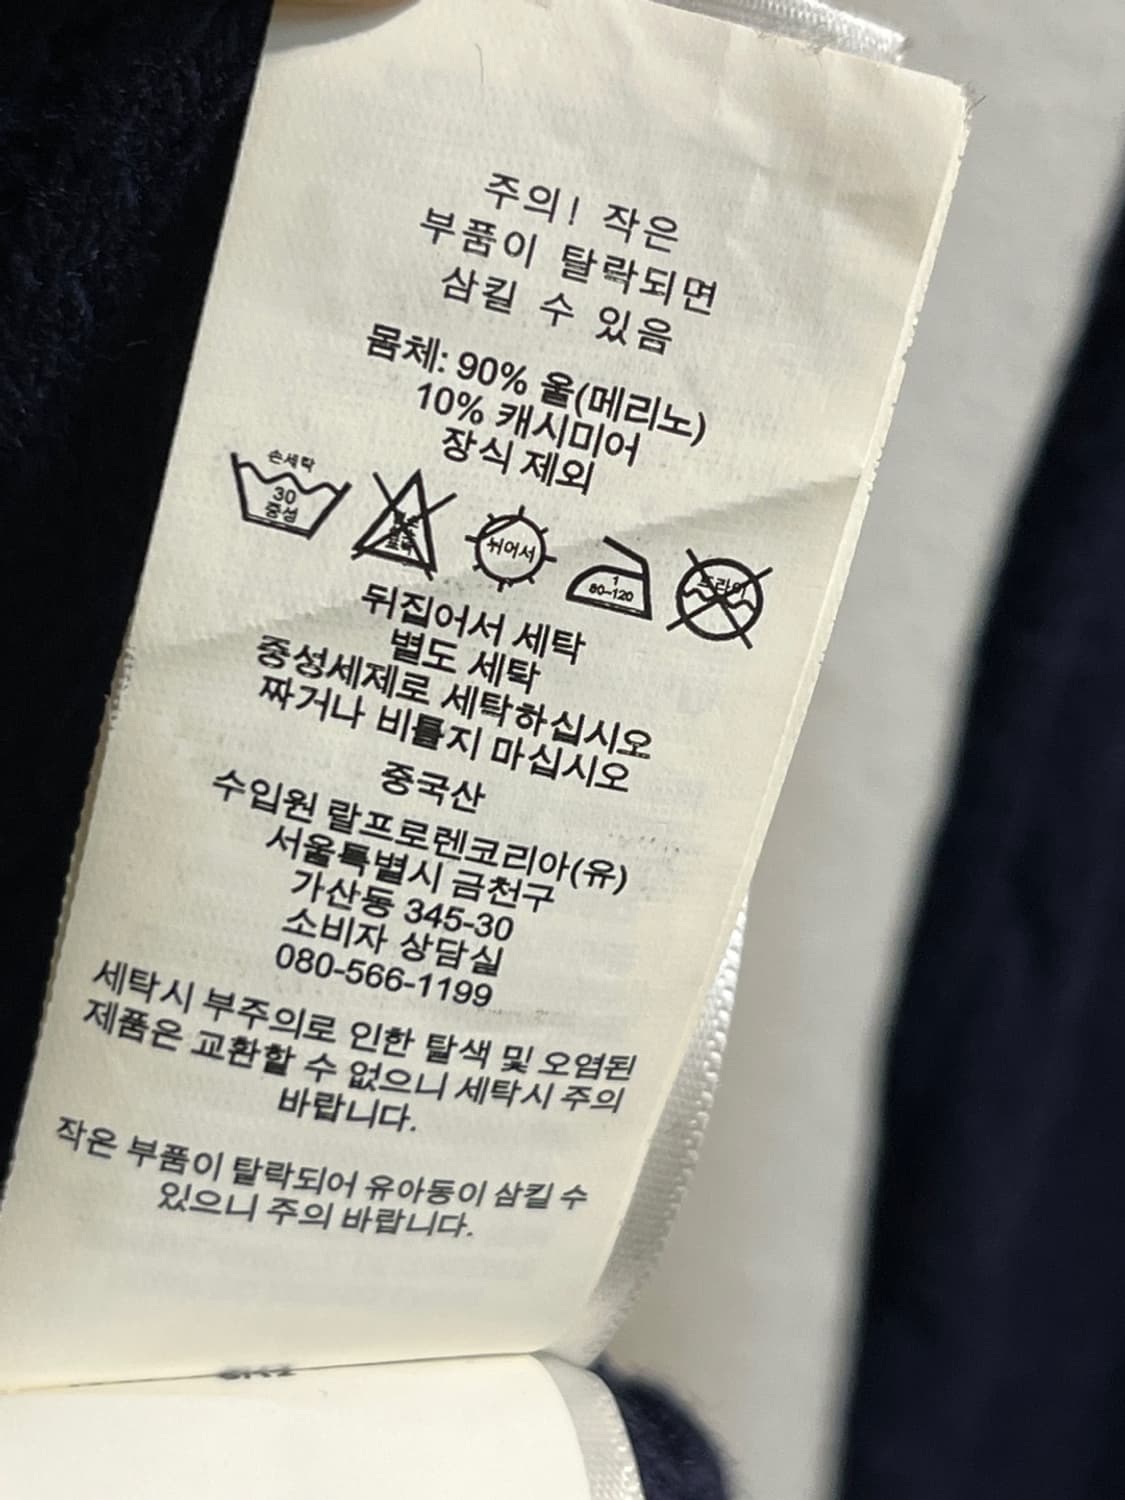 주의! 작은
부품이 탈락되면
삼킬 수 있음
몸체: 90% 울(메리노)
10% 캐시미어
장식 제외
손세탁
30
중성
뉘어서
1
80-120
드라이
뒤집어서 세탁
별도 세탁
중성세제로 세탁하십시오
짜거나 비틀지 마십시오
중국산
수입원 랄프로렌코리아(유)
서울특별시 금천구
가산동 345-30
소비자 상담실
080-566-1199
세탁시 부주의로 인한 탈색 및 오염된
제품은 교환할 수 없으니 세탁시 주의
바랍니다.
작은 부품이 탈락되어 유아동이 삼킬 수
있으니 주의 바랍니다.